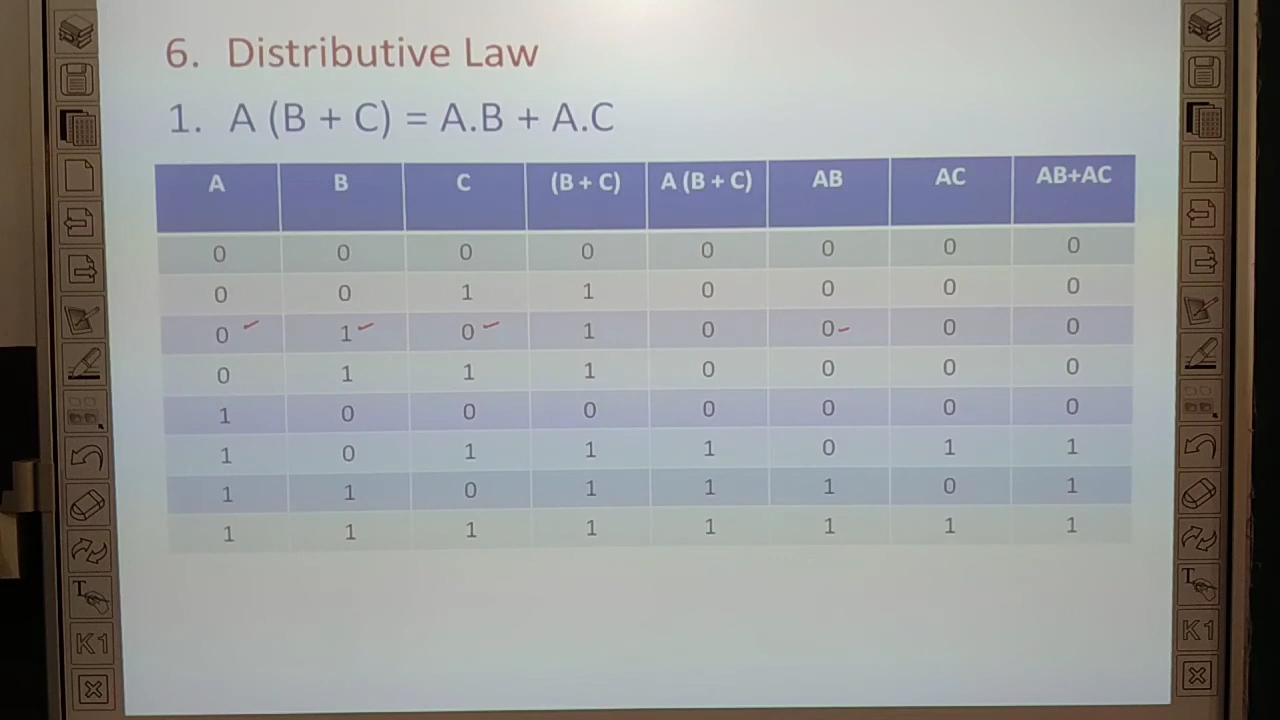 6. Distributive Law
1. A (B + C) = A.B + A.C
A B C (B + C) A (B + C) AB AC AB+AC
0 0 0 0 0 0 0 0
0 0 1 1 0 0 0 0
0 1 0 1 0 0 0 0
0 1 1 1 0 0 0 0
1 0 0 0 0 0 0 0
1 0 1 1 1 0 1 1
1 1 0 1 1 1 0 1
1 1 1 1 1 1 1 1
T
K1
T
K1